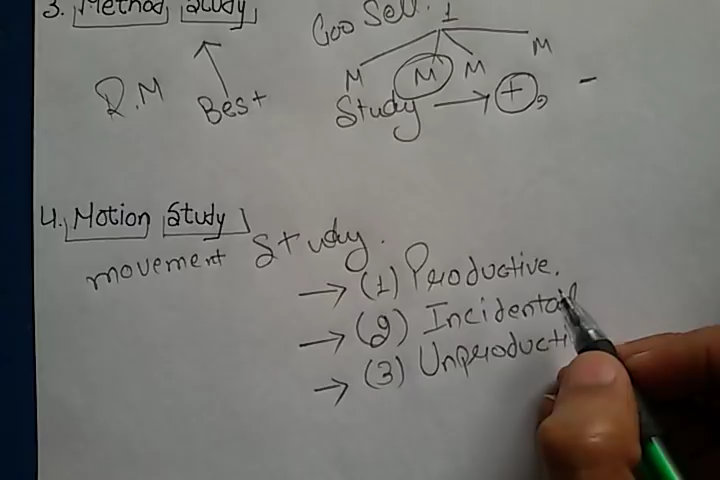 3. Method Study
Goo Sell. 1
M M M M
R.M Best
Study → +, -
4. Motion Study
movement Study.
→ (1) Productive.
→ (2) Incidental
→ (3) Unproducti